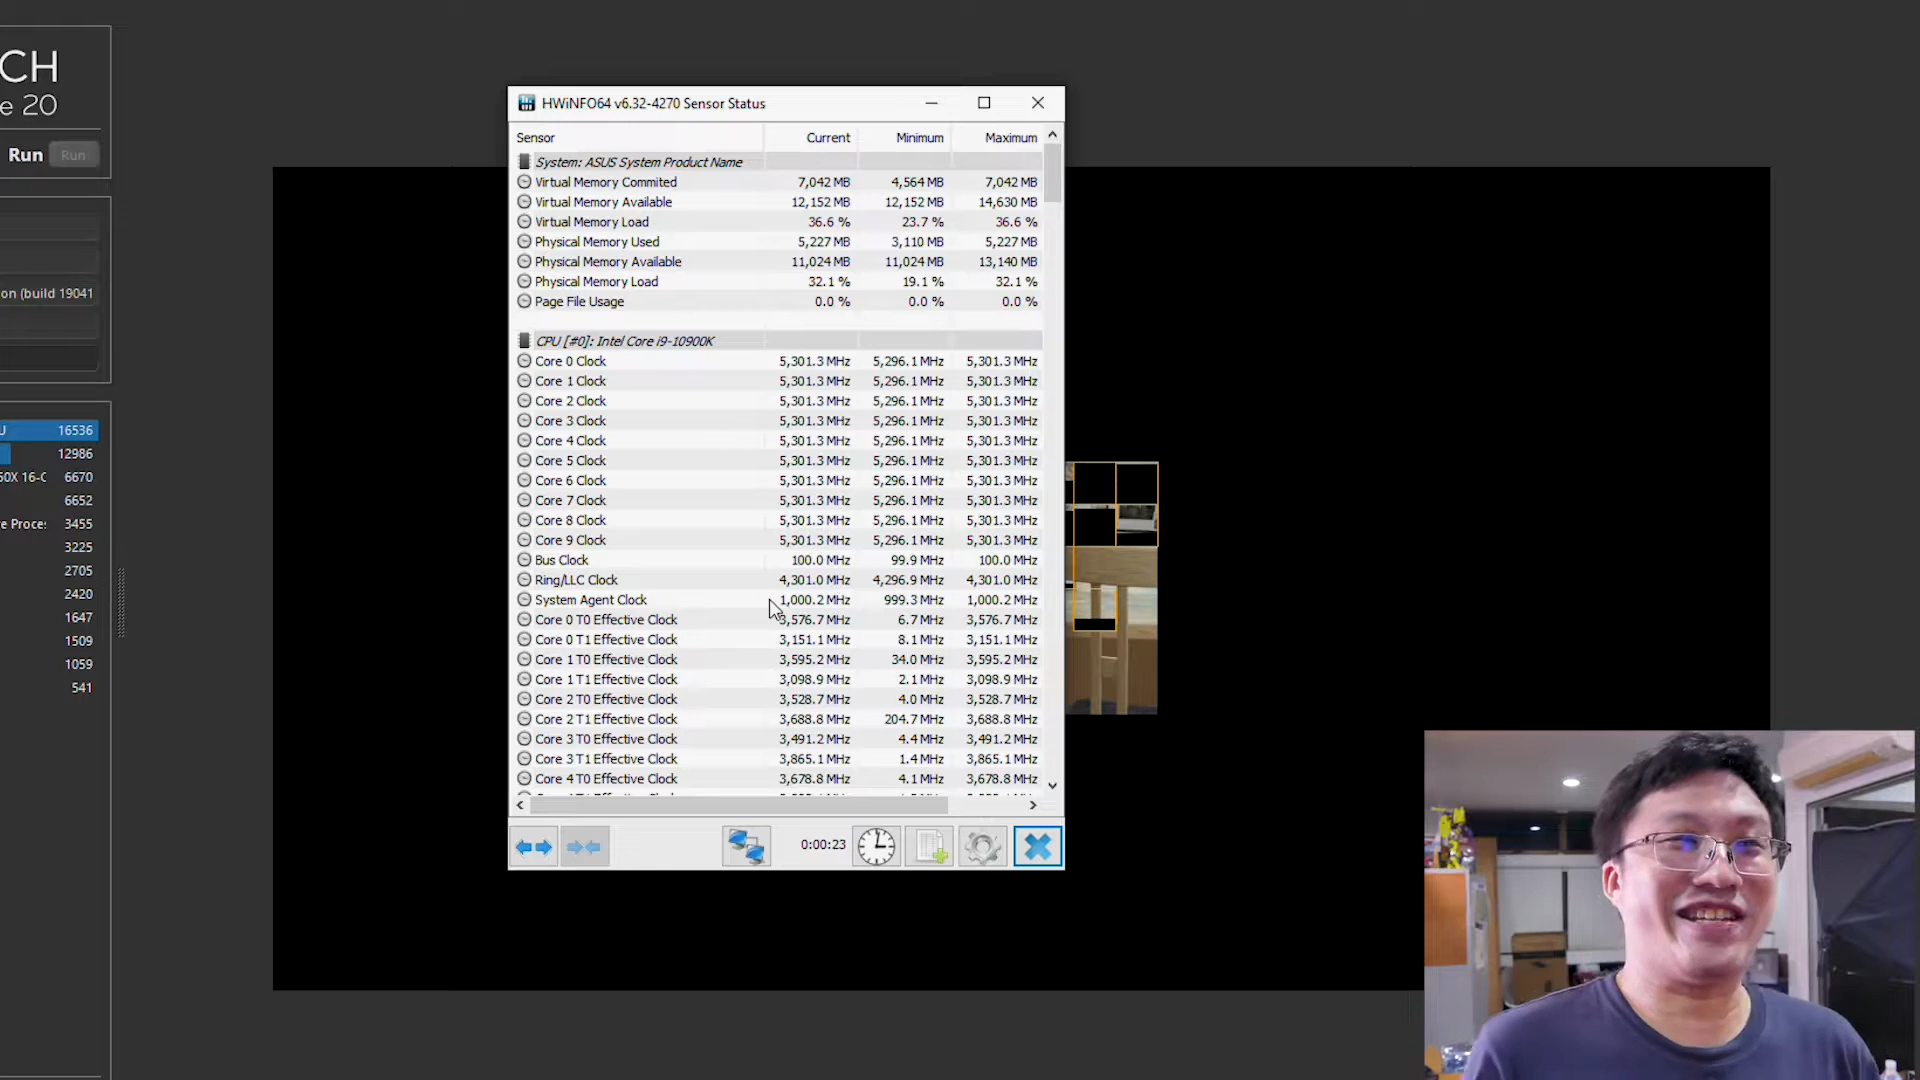 CH
e 20
Run Run
on (build 19041
U 16536
12986
50X 16-C 6670
6652
e Proce: 3455
3225
2705
2420
1647
1509
1059
541
HWiNFO64 v6.32-4270 Sensor Status
Sensor Current Minimum Maximum
System: ASUS System Product Name
Virtual Memory Commited 7,042 MB 4,564 MB 7,042 MB
Virtual Memory Available 12,152 MB 12,152 MB 14,630 MB
Virtual Memory Load 36.6 % 23.7 % 36.6 %
Physical Memory Used 5,227 MB 3,110 MB 5,227 MB
Physical Memory Available 11,024 MB 11,024 MB 13,140 MB
Physical Memory Load 32.1 % 19.1 % 32.1 %
Page File Usage 0.0 % 0.0 % 0.0 %
CPU [#0]: Intel Core i9-10900K
Core 0 Clock 5,301.3 MHz 5,296.1 MHz 5,301.3 MHz
Core 1 Clock 5,301.3 MHz 5,296.1 MHz 5,301.3 MHz
Core 2 Clock 5,301.3 MHz 5,296.1 MHz 5,301.3 MHz
Core 3 Clock 5,301.3 MHz 5,296.1 MHz 5,301.3 MHz
Core 4 Clock 5,301.3 MHz 5,296.1 MHz 5,301.3 MHz
Core 5 Clock 5,301.3 MHz 5,296.1 MHz 5,301.3 MHz
Core 6 Clock 5,301.3 MHz 5,296.1 MHz 5,301.3 MHz
Core 7 Clock 5,301.3 MHz 5,296.1 MHz 5,301.3 MHz
Core 8 Clock 5,301.3 MHz 5,296.1 MHz 5,301.3 MHz
Core 9 Clock 5,301.3 MHz 5,296.1 MHz 5,301.3 MHz
Bus Clock 100.0 MHz 99.9 MHz 100.0 MHz
Ring/LLC Clock 4,301.0 MHz 4,296.9 MHz 4,301.0 MHz
System Agent Clock 1,000.2 MHz 999.3 MHz 1,000.2 MHz
Core 0 T0 Effective Clock 3,576.7 MHz 6.7 MHz 3,576.7 MHz
Core 0 T1 Effective Clock 3,151.1 MHz 8.1 MHz 3,151.1 MHz
Core 1 T0 Effective Clock 3,595.2 MHz 34.0 MHz 3,595.2 MHz
Core 1 T1 Effective Clock 3,098.9 MHz 2.1 MHz 3,098.9 MHz
Core 2 T0 Effective Clock 3,528.7 MHz 4.0 MHz 3,528.7 MHz
Core 2 T1 Effective Clock 3,688.8 MHz 204.7 MHz 3,688.8 MHz
Core 3 T0 Effective Clock 3,491.2 MHz 4.4 MHz 3,491.2 MHz
Core 3 T1 Effective Clock 3,865.1 MHz 1.4 MHz 3,865.1 MHz
Core 4 T0 Effective Clock 3,678.8 MHz 4.1 MHz 3,678.8 MHz
0:00:23